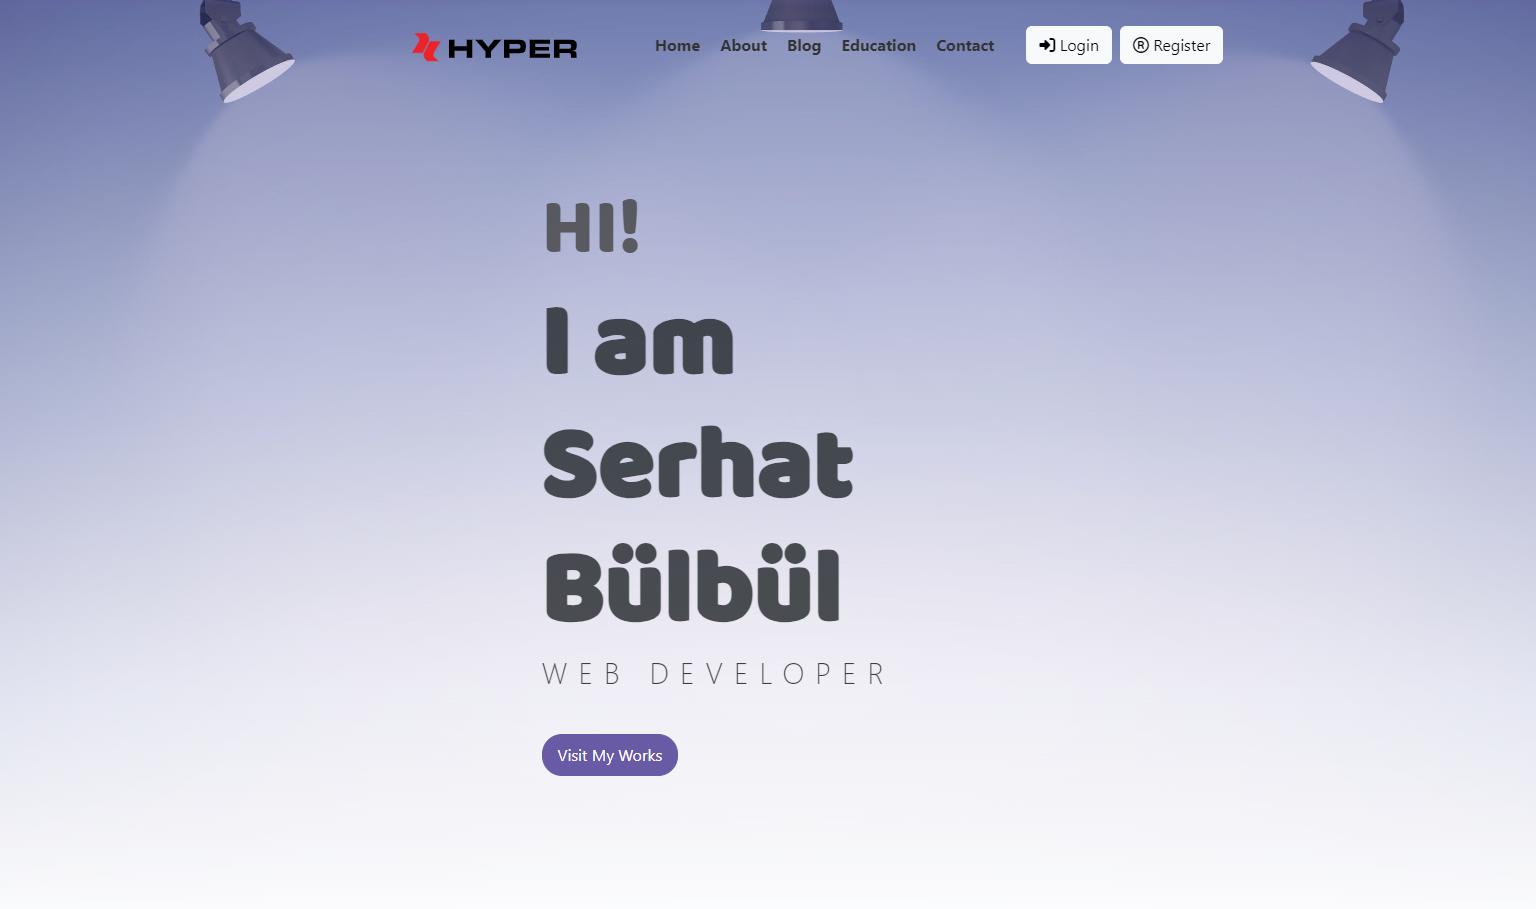 HYPER Home About Blog Education Contact Login Register
HI!
I am
Serhat
Bülbül
WEB DEVELOPER
Visit My Works